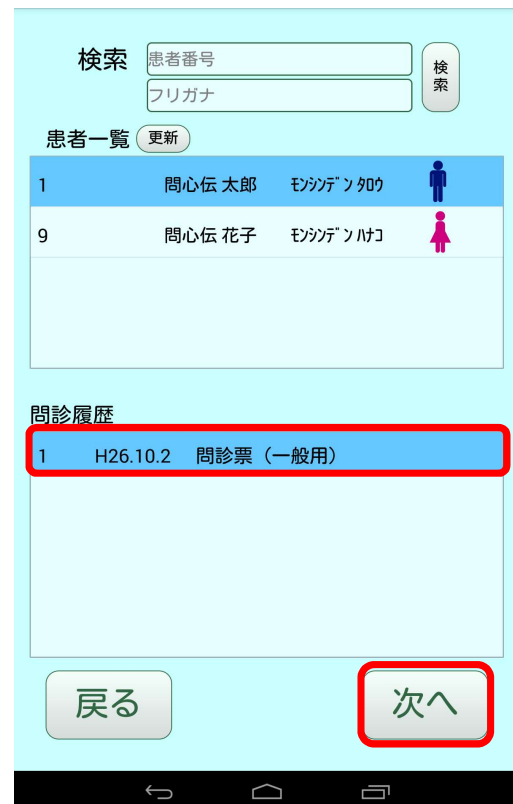 検索 患者番号 検索
フリガナ
患者一覧 更新
1 問心伝 太郎 ﾓﾝｼﾝﾃﾞﾝ ﾀﾛｳ
9 問心伝 花子 ﾓﾝｼﾝﾃﾞﾝ ﾊﾅｺ
問診履歴
1 H26.10.2 問診票（一般用）
戻る 次へ